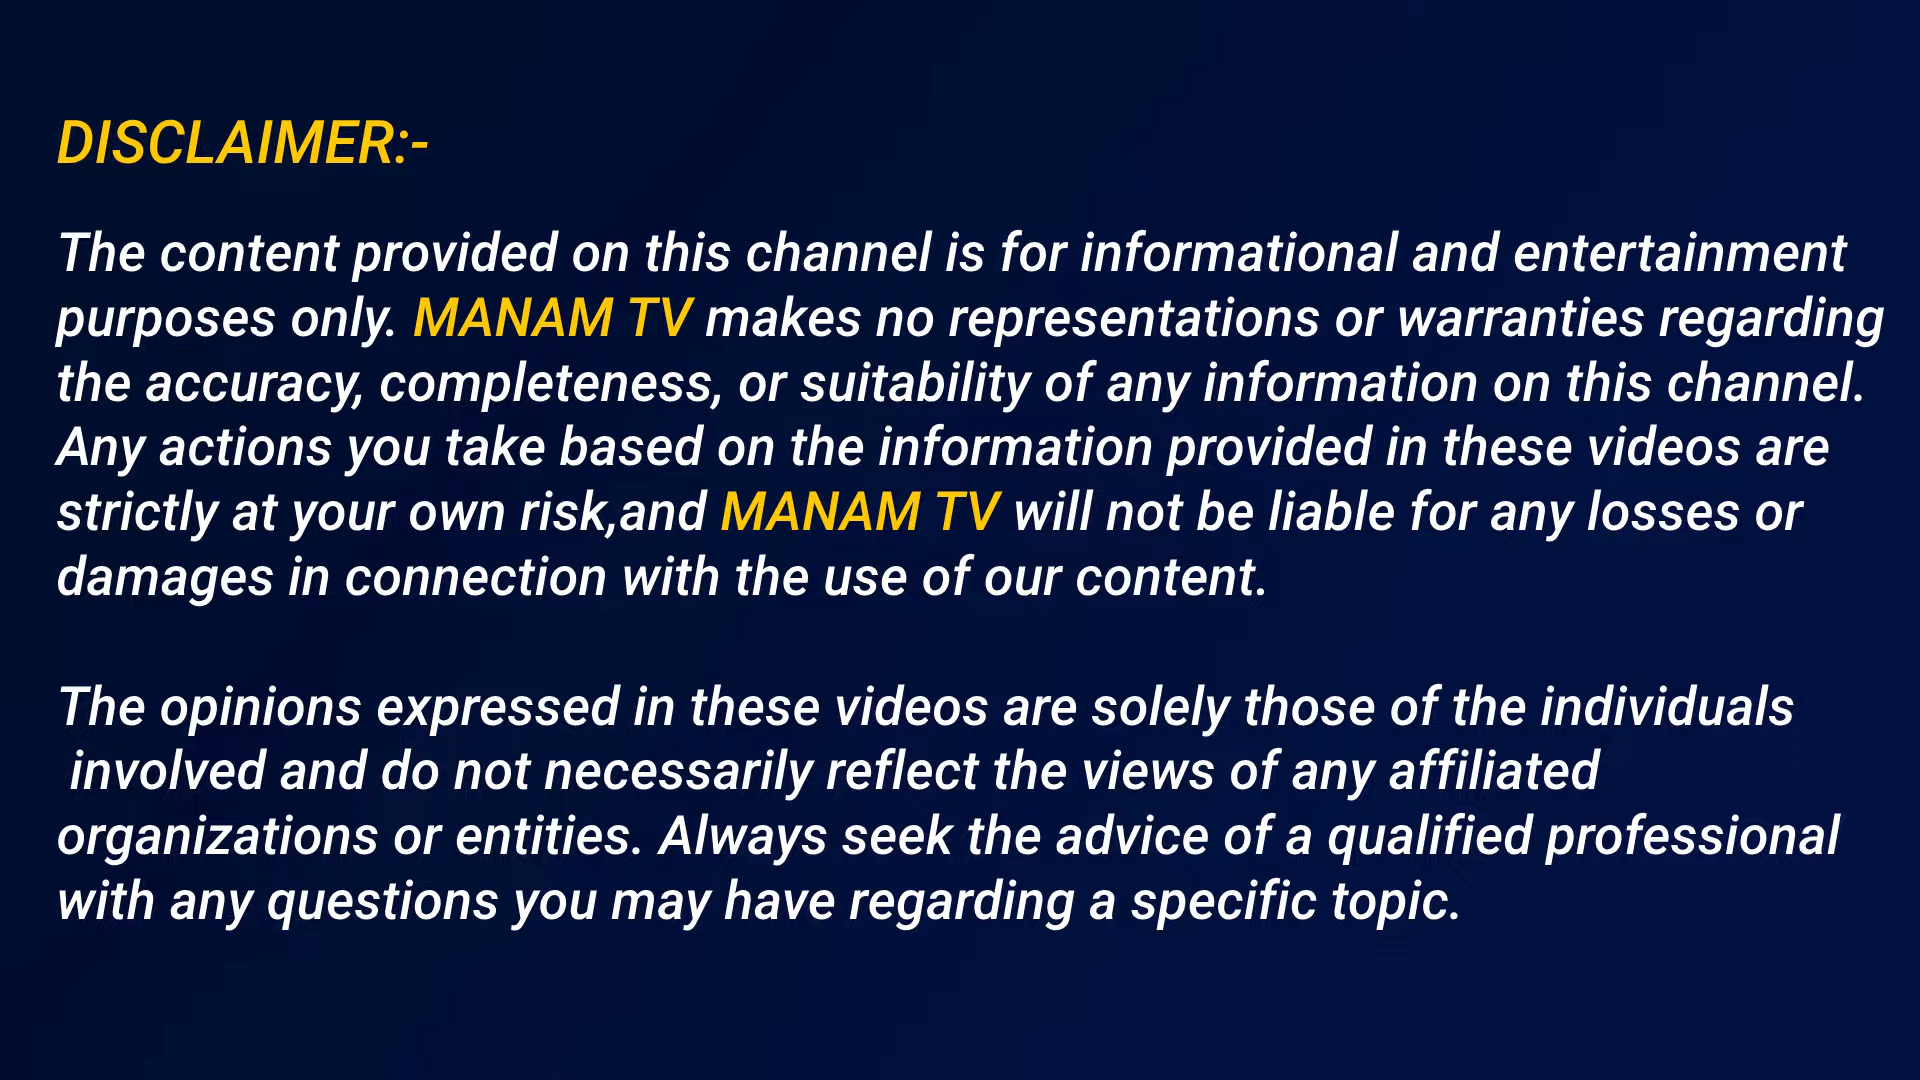 DISCLAIMER:-
The content provided on this channel is for informational and entertainment
purposes only. MANAM TV makes no representations or warranties regarding
the accuracy, completeness, or suitability of any information on this channel.
Any actions you take based on the information provided in these videos are
strictly at your own risk,and MANAM TV will not be liable for any losses or
damages in connection with the use of our content.
The opinions expressed in these videos are solely those of the individuals
involved and do not necessarily reflect the views of any affiliated
organizations or entities. Always seek the advice of a qualified professional
with any questions you may have regarding a specific topic.